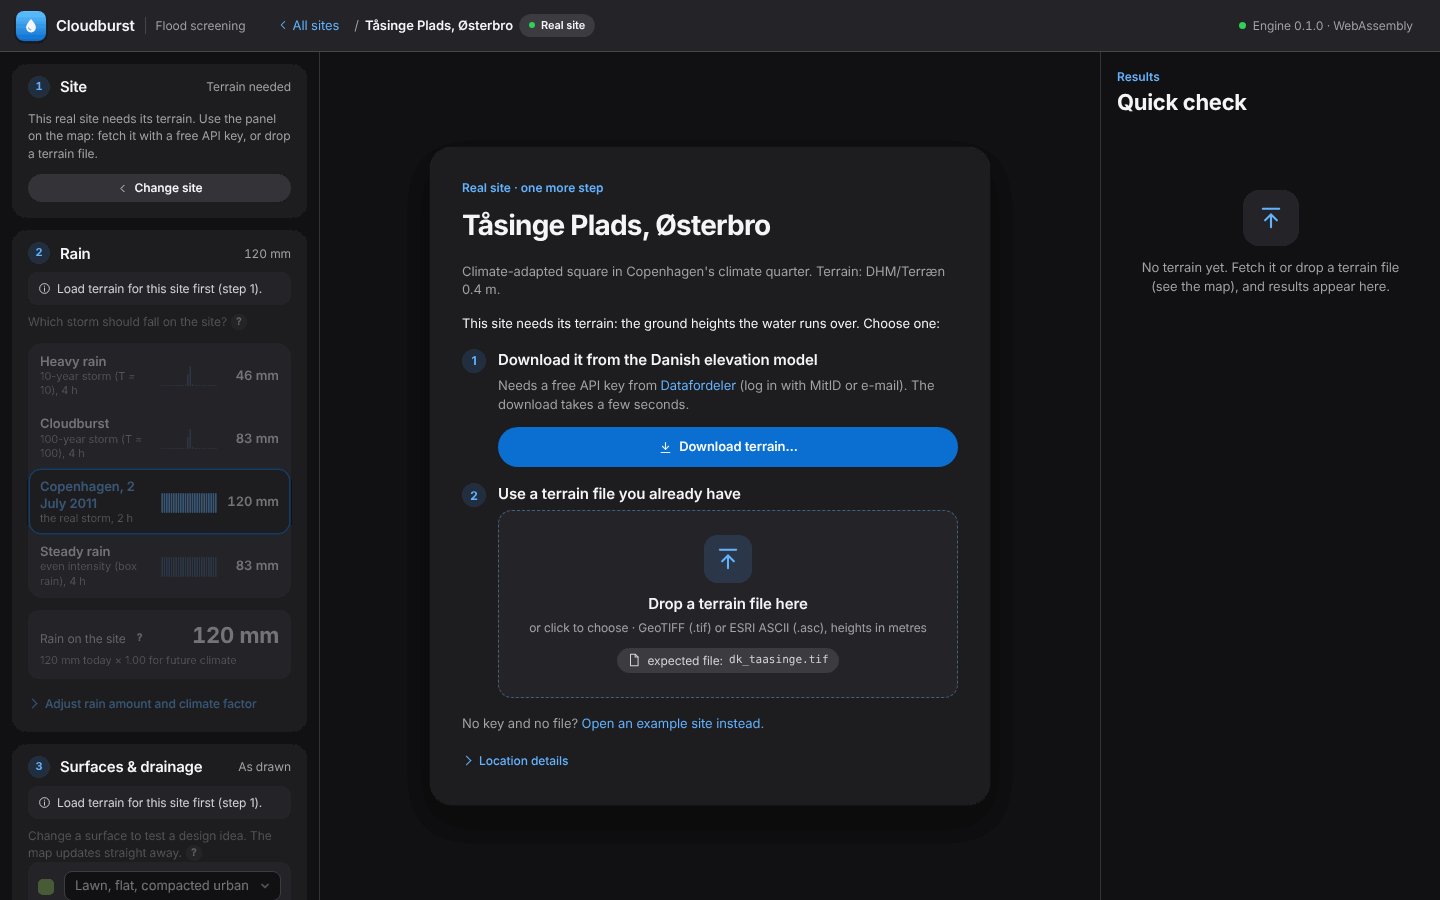 Cloudburst
Flood screening
All sites
/ Tåsinge Plads, Østerbro
Real site
Engine 0.1.0 · WebAssembly
1
Site
Terrain needed
This real site needs its terrain. Use the panel
on the map: fetch it with a free API key, or drop
a terrain file.
Change site
2
Rain
120 mm
Load terrain for this site first (step 1).
Which storm should fall on the site? ?
Heavy rain
10-year storm (T =
10), 4 h
46 mm
Cloudburst
100-year storm (T =
100), 4 h
83 mm
Copenhagen, 2
July 2011
the real storm, 2 h
120 mm
Steady rain
even intensity (box
rain), 4 h
83 mm
Rain on the site ?
120 mm
120 mm today × 1.00 for future climate
Adjust rain amount and climate factor
3
Surfaces & drainage
As drawn
Load terrain for this site first (step 1).
Change a surface to test a design idea. The
map updates straight away. ?
Lawn, flat, compacted urban
Real site · one more step
Tåsinge Plads, Østerbro
Climate-adapted square in Copenhagen's climate quarter. Terrain: DHM/Terræn
0.4 m.
This site needs its terrain: the ground heights the water runs over. Choose one:
1
Download it from the Danish elevation model
Needs a free API key from Datafordeler (log in with MitID or e-mail). The
download takes a few seconds.
Download terrain...
2
Use a terrain file you already have
Drop a terrain file here
or click to choose · GeoTIFF (.tif) or ESRI ASCII (.asc), heights in metres
expected file: dk_taasinge.tif
No key and no file? Open an example site instead.
Location details
Results
Quick check
No terrain yet. Fetch it or drop a terrain file
(see the map), and results appear here.